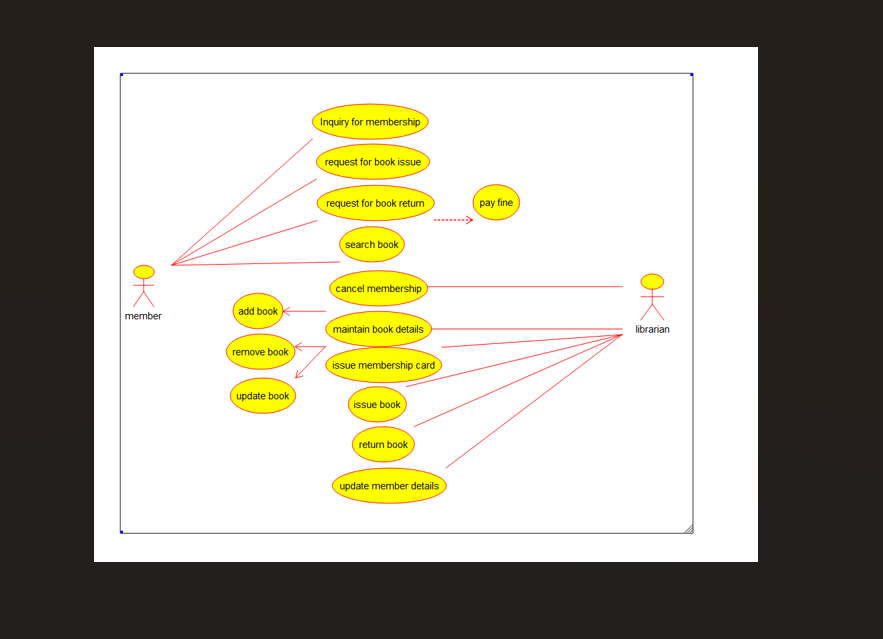 Inquiry for membership
request for book issue
request for book return
pay fine
search book
cancel membership
member
add book
maintain book details
librarian
remove book
issue membership card
update book
issue book
return book
update member details